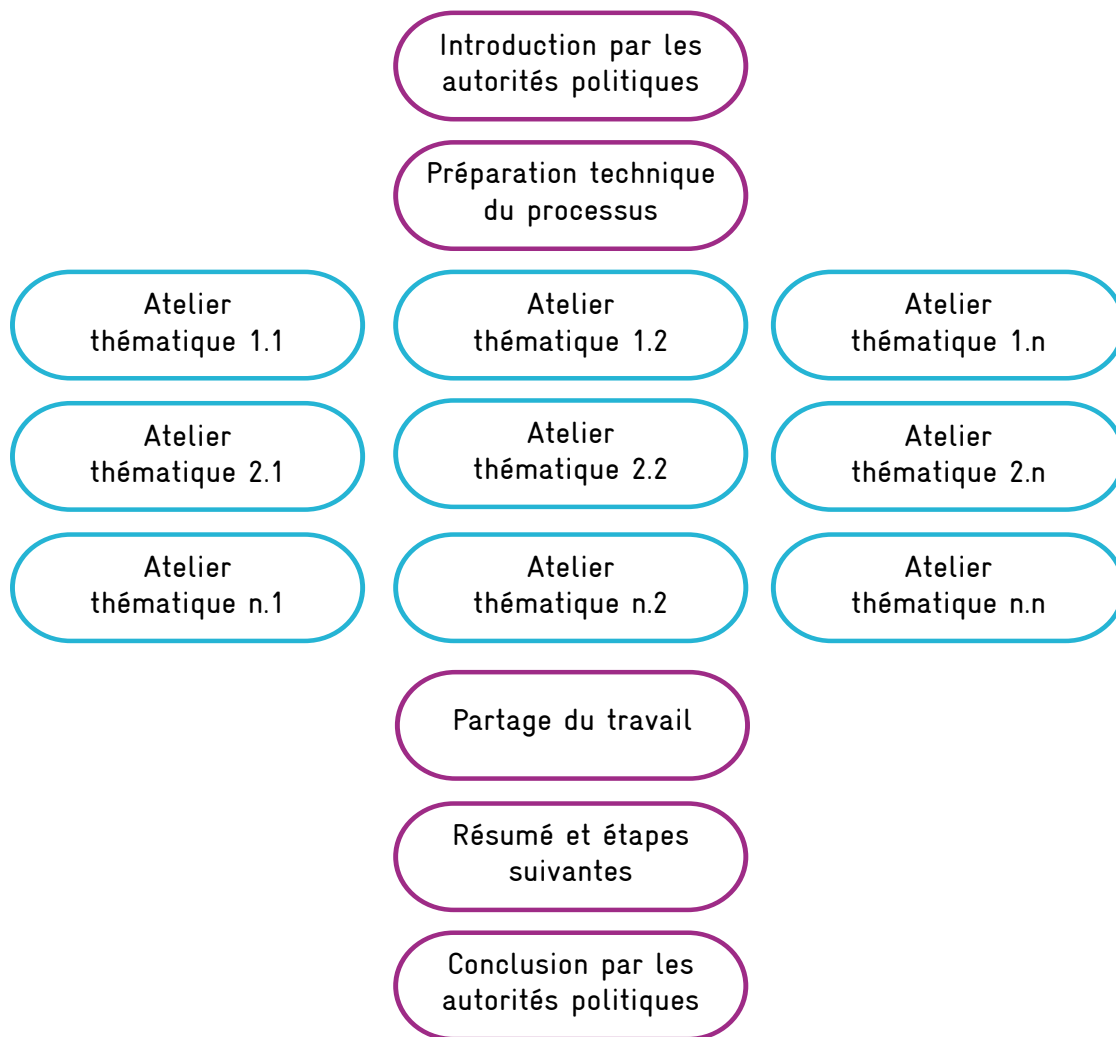 Introduction par les
autorités politiques
Préparation technique
du processus
Atelier
thématique 1.1
Atelier
thématique 1.2
Atelier
thématique 1.n
Atelier
thématique 2.1
Atelier
thématique 2.2
Atelier
thématique 2.n
Atelier
thématique n.1
Atelier
thématique n.2
Atelier
thématique n.n
Partage du travail
Résumé et étapes
suivantes
Conclusion par les
autorités politiques